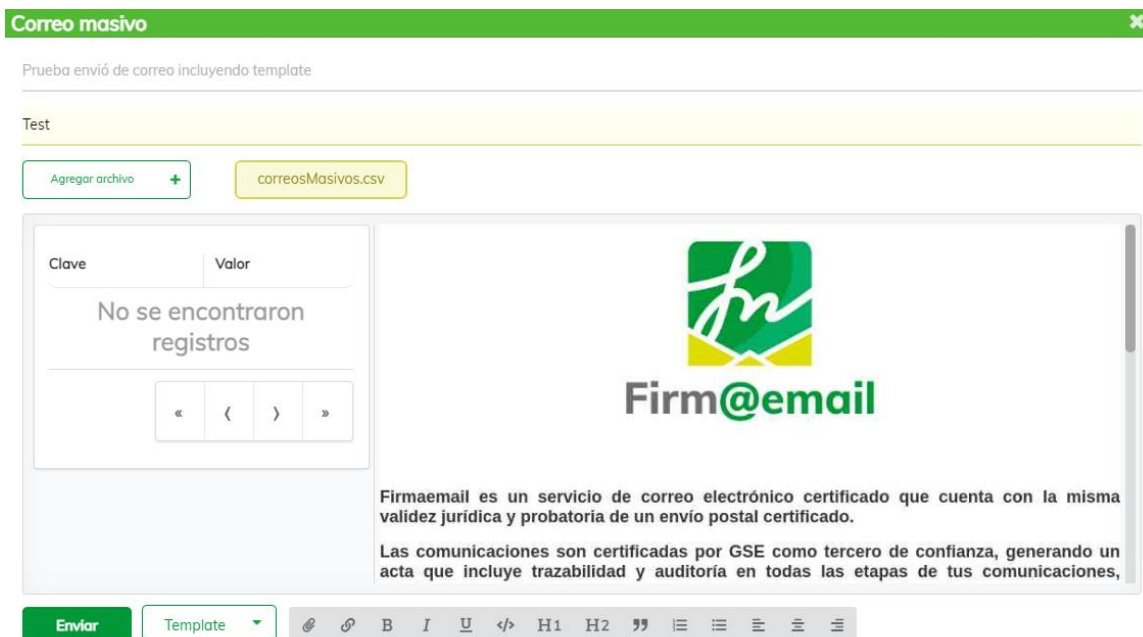 Correo masivo
Prueba envió de correo incluyendo template
Test
Agregar archivo +
correosMasivos.csv
Clave Valor
No se encontraron
registros
« ⟨ ⟩ »
Firm@email
Firmaemail es un servicio de correo electrónico certificado que cuenta con la misma
validez jurídica y probatoria de un envío postal certificado.
Las comunicaciones son certificadas por GSE como tercero de confianza, generando un
acta que incluye trazabilidad y auditoría en todas las etapas de tus comunicaciones,
Enviar
Template
B I U </> H1 H2 ”